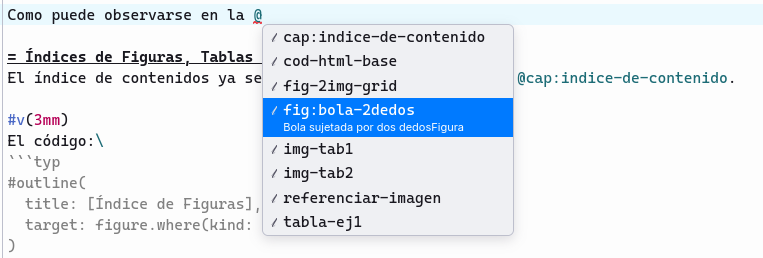 Como puede observarse en la @
cap:indice-de-contenido
cod-html-base
fig-2img-grid
fig:bola-2dedos
Bola sujetada por dos dedosFigura
img-tab1
img-tab2
referenciar-imagen
tabla-ej1
= Índices de Figuras, Tablas
El índice de contenidos ya se @cap:indice-de-contenido.
#v(3mm)
El código:\
```typ
#outline(
  title: [Índice de Figuras],
  target: figure.where(kind:
)